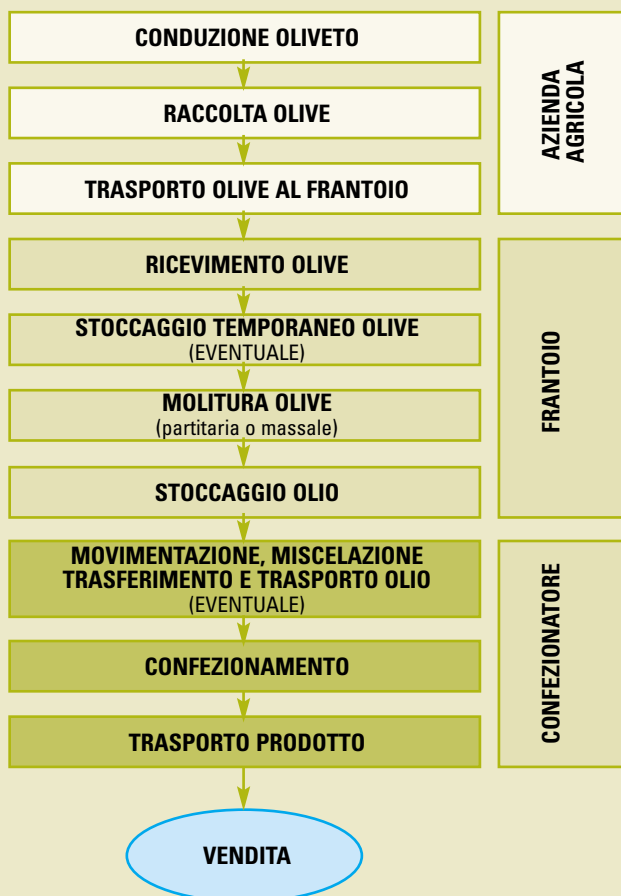 CONDUZIONE OLIVETO
RACCOLTA OLIVE
TRASPORTO OLIVE AL FRANTOIO
AZIENDA
AGRICOLA
RICEVIMENTO OLIVE
STOCCAGGIO TEMPORANEO OLIVE
(EVENTUALE)
MOLITURA OLIVE
(partitaria o massale)
STOCCAGGIO OLIO
FRANTOIO
MOVIMENTAZIONE, MISCELAZIONE
TRASFERIMENTO E TRASPORTO OLIO
(EVENTUALE)
CONFEZIONAMENTO
TRASPORTO PRODOTTO
CONFEZIONATORE
VENDITA